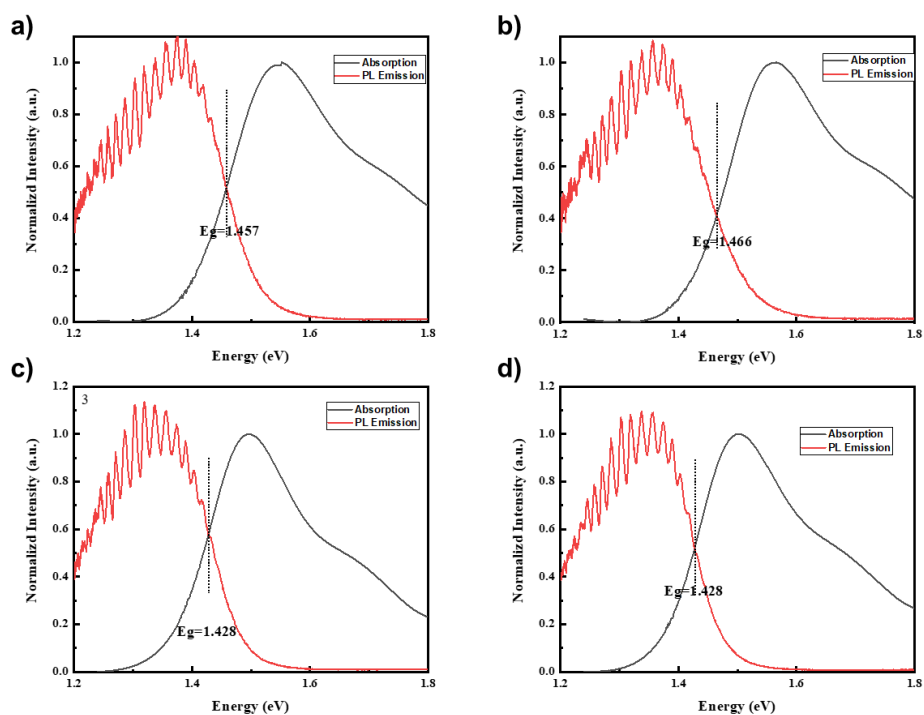 a)
Normalizd Intensity (a.u.)
1.0
0.8
0.6
0.4
0.2
0.0
Absorption
PL Emission
Eg=1.457
1.2 1.4 1.6 1.8
Energy (eV)
b)
Normalizd Intensity (a.u.)
1.0
0.8
0.6
0.4
0.2
0.0
Absorption
PL Emission
Eg=1.466
1.2 1.4 1.6 1.8
Energy (eV)
c)
Normalizd Intensity (a.u.)
1.2
1.0
0.8
0.6
0.4
0.2
0.0
3
Absorption
PL Emission
Eg=1.428
1.2 1.4 1.6 1.8
Energy (eV)
d)
Normalizd Intensity (a.u.)
1.2
1.0
0.8
0.6
0.4
0.2
0.0
Absorption
PL Emission
Eg=1.428
1.2 1.4 1.6 1.8
Energy (eV)